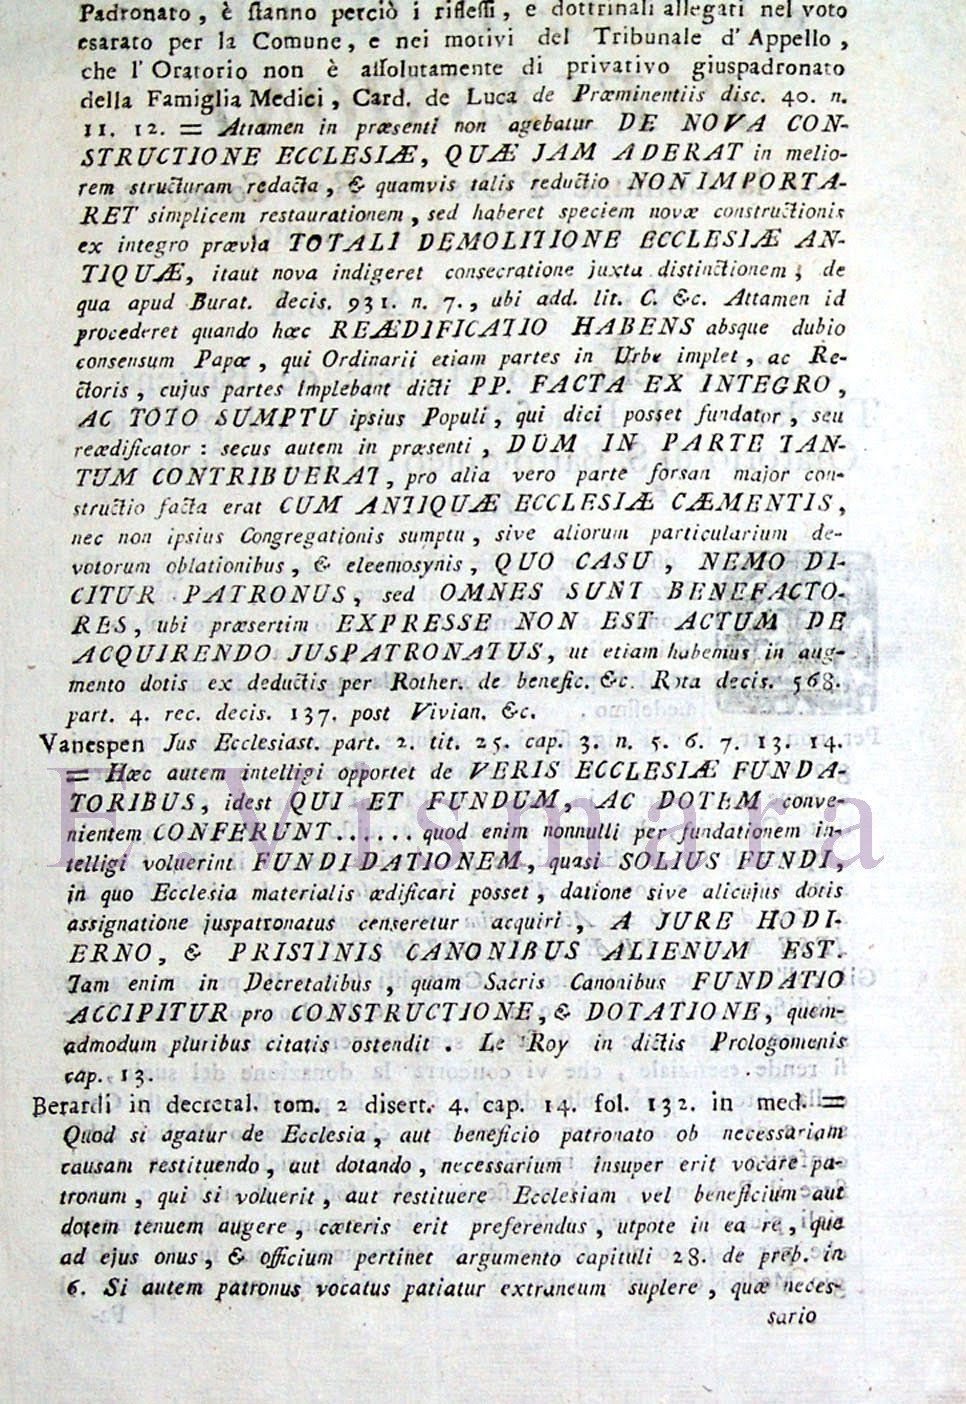 Padronato, è stanno perciò i riflessi, e dottrinali allegati nel voto
esarato per la Comune, e nei motivi del Tribunale d'Appello,
che l'Oratorio non è assolutamente di privativo giuspadronato
della Famiglia Medici, Card. de Luca de Præminentiis disc. 40. n.
11. 12. = Attamen in præsenti non agebatur DE NOVA CON-
STRUCTIONE ECCLESIÆ, QUÆ JAM ADERAT in melio-
rem structuram redacta, & quamvis talis reductio NON IMPORTA-
RET simplicem restaurationem, sed haberet speciem novæ constructionis
ex integro prævia TOTALI DEMOLITIONE ECCLESIÆ AN-
TIQUÆ, itaut nova indigeret consecratione juxta distinctionem, de
qua apud Burat. decis. 931. n. 7., ubi add. lit. C. &c. Attamen id
procederet quando hæc REÆDIFICATIO HABENS absque dubio
consensum Papæ, qui Ordinarii etiam partes in Urbe implet, ac Re-
ctoris, cujus partes implebant dicti PP. FACTA EX INTEGRO,
AC TOTO SUMPTU ipsius Populi, qui dici posset fundator, seu
reædificator : secus autem in præsenti, DUM IN PARTE TAN-
TUM CONTRIBUERAT, pro alia vero parte forsan major con-
structio facta erat CUM ANTIQUÆ ECCLESIÆ CÆMENTIS,
nec non ipsius Congregationis sumptu, sive aliorum particularium de-
votorum oblationibus, & eleemosynis, QUO CASU, NEMO DI-
CITUR PATRONUS, sed OMNES SUNT BENEFACTO-
RES, ubi præsertim EXPRESSE NON EST ACTUM DE
ACQUIRENDO JUSPATRONATUS, ut etiam habemus in aug-
mento dotis ex deductis per Rother. de benefic. &c. Rota decis. 568.
part. 4. rec. decis. 137. post Vivian. &c.
Vanespen Jus Ecclesiast. part. 2. tit. 25. cap. 3. n. 5. 6. 7. 13. 14.
= Hæc autem intelligi opportet de VERIS ECCLESIÆ FUNDA-
TORIBUS, idest QUI ET FUNDUM, AC DOTEM conve-
nientem CONFERUNT...... quod enim nonnulli per fundationem in-
telligi voluerint FUNDI DATIONEM, quasi SOLIUS FUNDI,
in quo Ecclesia materialis ædificari posset, datione sive alicujus dotis
assignatione juspatronatus censeretur acquiri, A JURE HODI-
ERNO, & PRISTINIS CANONIBUS ALIENUM EST.
Jam enim in Decretalibus, quam Sacris Canonibus FUNDATIO
ACCIPITUR pro CONSTRUCTIONE, & DOTATIONE, quem-
admodum pluribus citatis ostendit. Le Roy in dictis Prologomenis
cap. 13.
Berardi in decretal. tom. 2 disert. 4. cap. 14. fol. 132. in med. =
Quod si agatur de Ecclesia, aut beneficio patronato ob necessariam
causam restituendo, aut dotando, necessarium insuper erit vocare pa-
tronum, qui si voluerit, aut restituere Ecclesiam vel beneficium aut
dotem tenuem augere, cæteris erit preferendus, utpote in ea re, quæ
ad ejus onus, & officium pertinet argumento capituli 28. de preb. in
6. Si autem patronus vocatus patiatur extraneum suplere, quæ neces-
sario
E Vismara